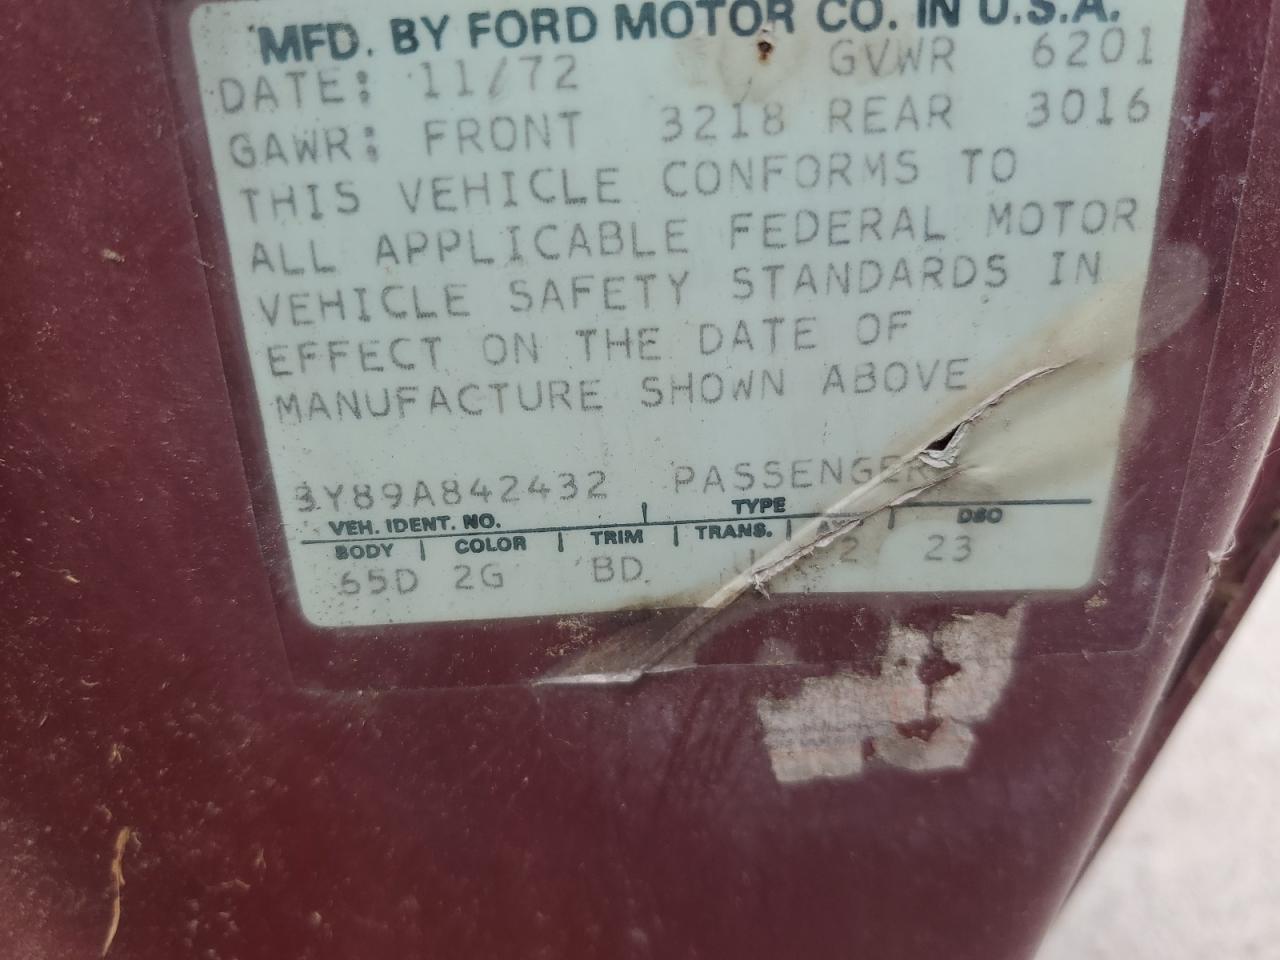 MFD. BY FORD MOTOR CO. IN U.S.A.
DATE: 11/72 GVWR 6201
GAWR: FRONT 3218 REAR 3016
THIS VEHICLE CONFORMS TO
ALL APPLICABLE FEDERAL MOTOR
VEHICLE SAFETY STANDARDS IN
EFFECT ON THE DATE OF
MANUFACTURE SHOWN ABOVE
3Y89A842432 PASSENGER
VEH. IDENT. NO. TYPE
BODY COLOR TRIM TRANS. DSO
65D 2G BD U 2 23